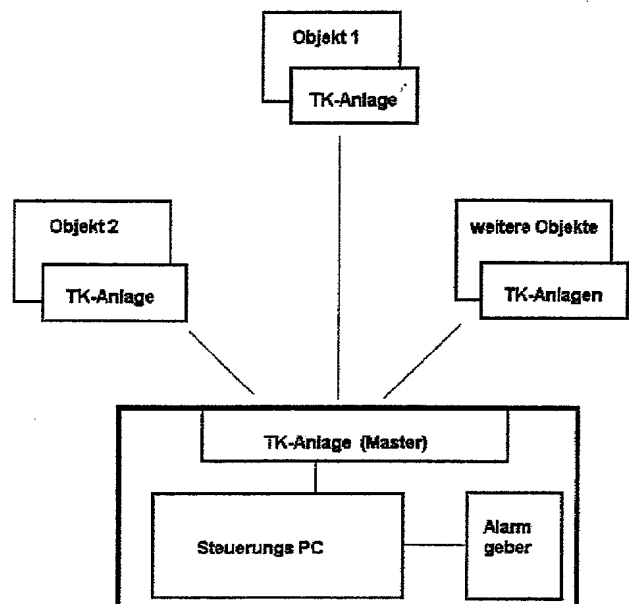 Objekt 1
TK-Anlage
Objekt 2
TK-Anlage
weitere Objekte
TK-Anlagen
TK-Anlage (Master)
Steuerungs PC
Alarm
geber